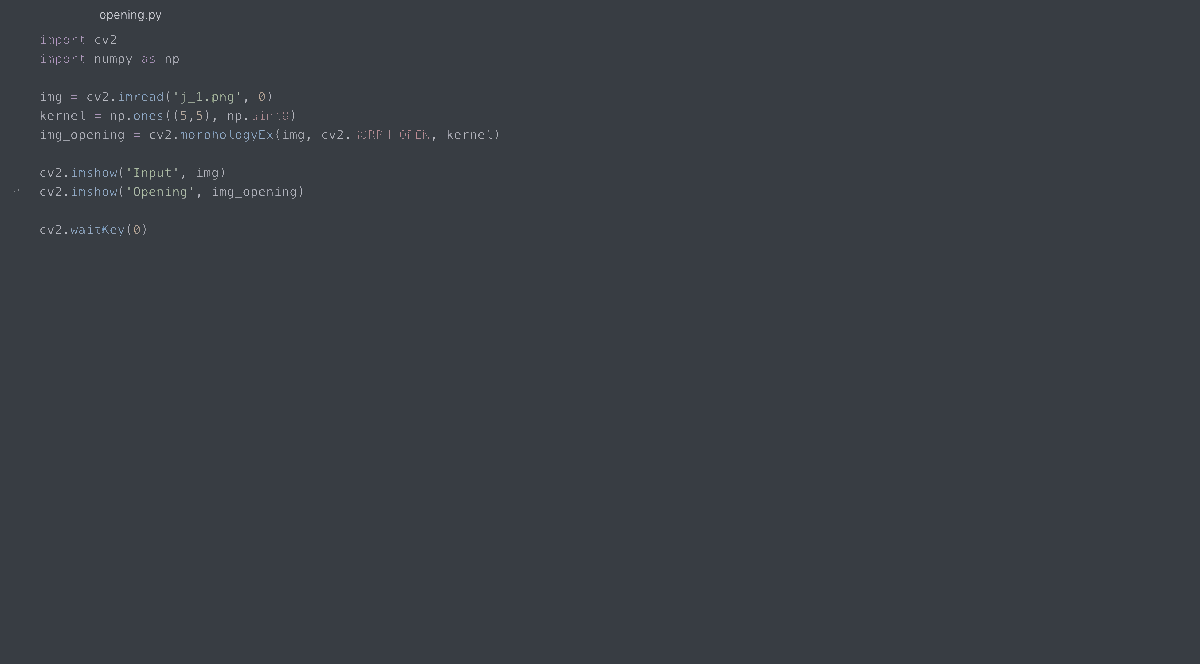 opening.py
import cv2
import numpy as np
img = cv2.imread('j_1.png', 0)
kernel = np.ones((5,5), np.uint8)
img_opening = cv2.morphologyEx(img, cv2.MORPH_OPEN, kernel)
cv2.imshow('Input', img)
cv2.imshow('Opening', img_opening)
cv2.waitKey(0)